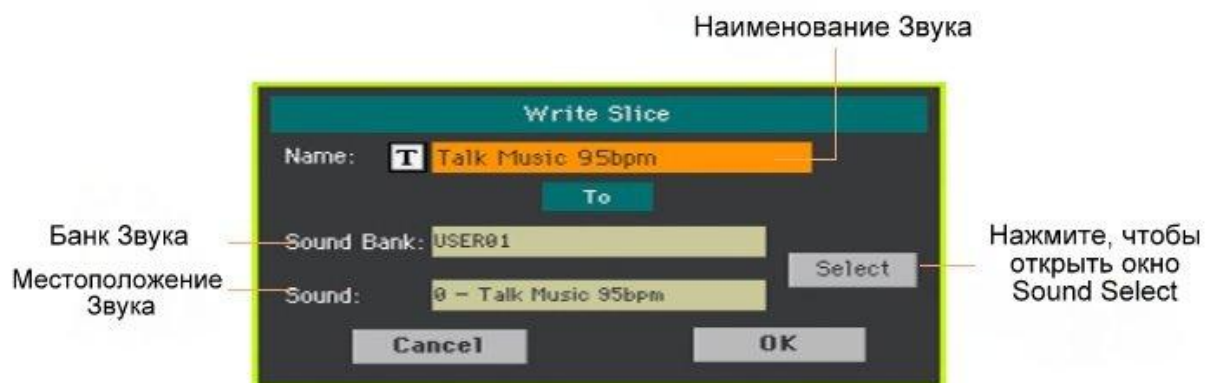 Наименование Звука
Write Slice
Name: T Talk Music 95bpm
To
Банк Звука
Sound Bank: USER01
Местоположение
Звука
Sound: 0 - Talk Music 95bpm
Select
Нажмите, чтобы
открыть окно
Sound Select
Cancel OK